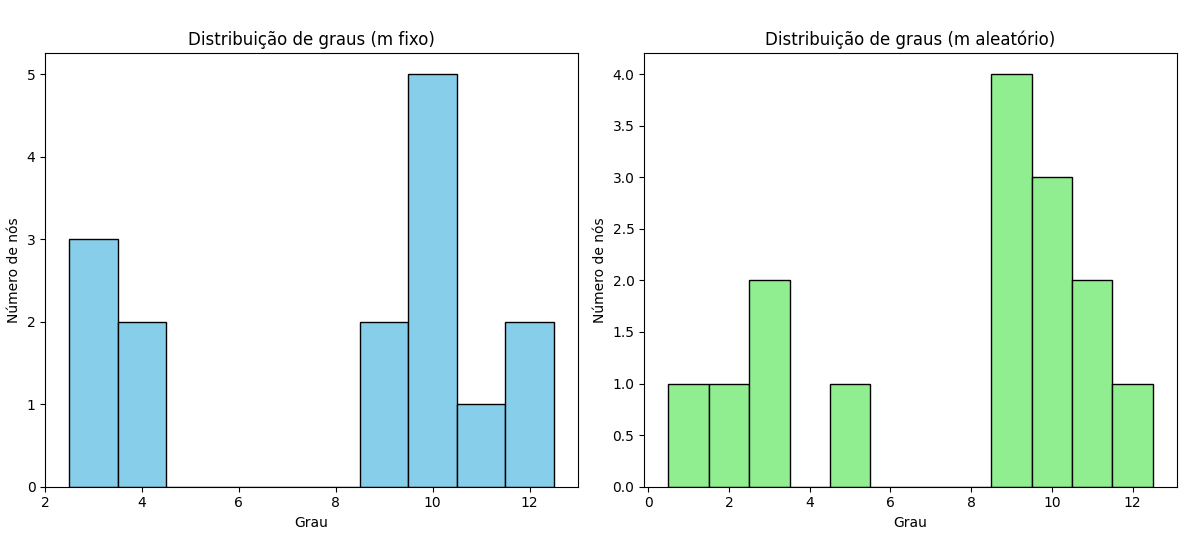 Distribuição de graus (m fixo)
5
4
3
2
1
0
Número de nós
2 4 6 8 10 12
Grau
Distribuição de graus (m aleatório)
4.0
3.5
3.0
2.5
2.0
1.5
1.0
0.5
0.0
Número de nós
0 2 4 6 8 10 12
Grau